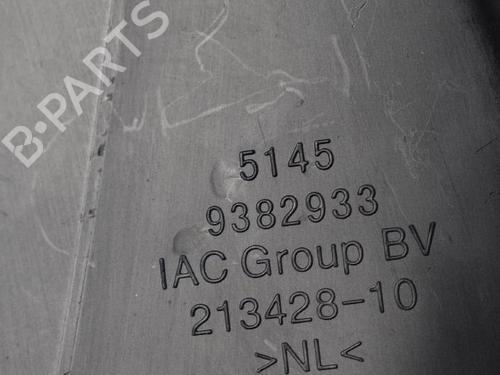 B-PARTS
5145
9382933
IAC Group BV
213428-10
>NL<